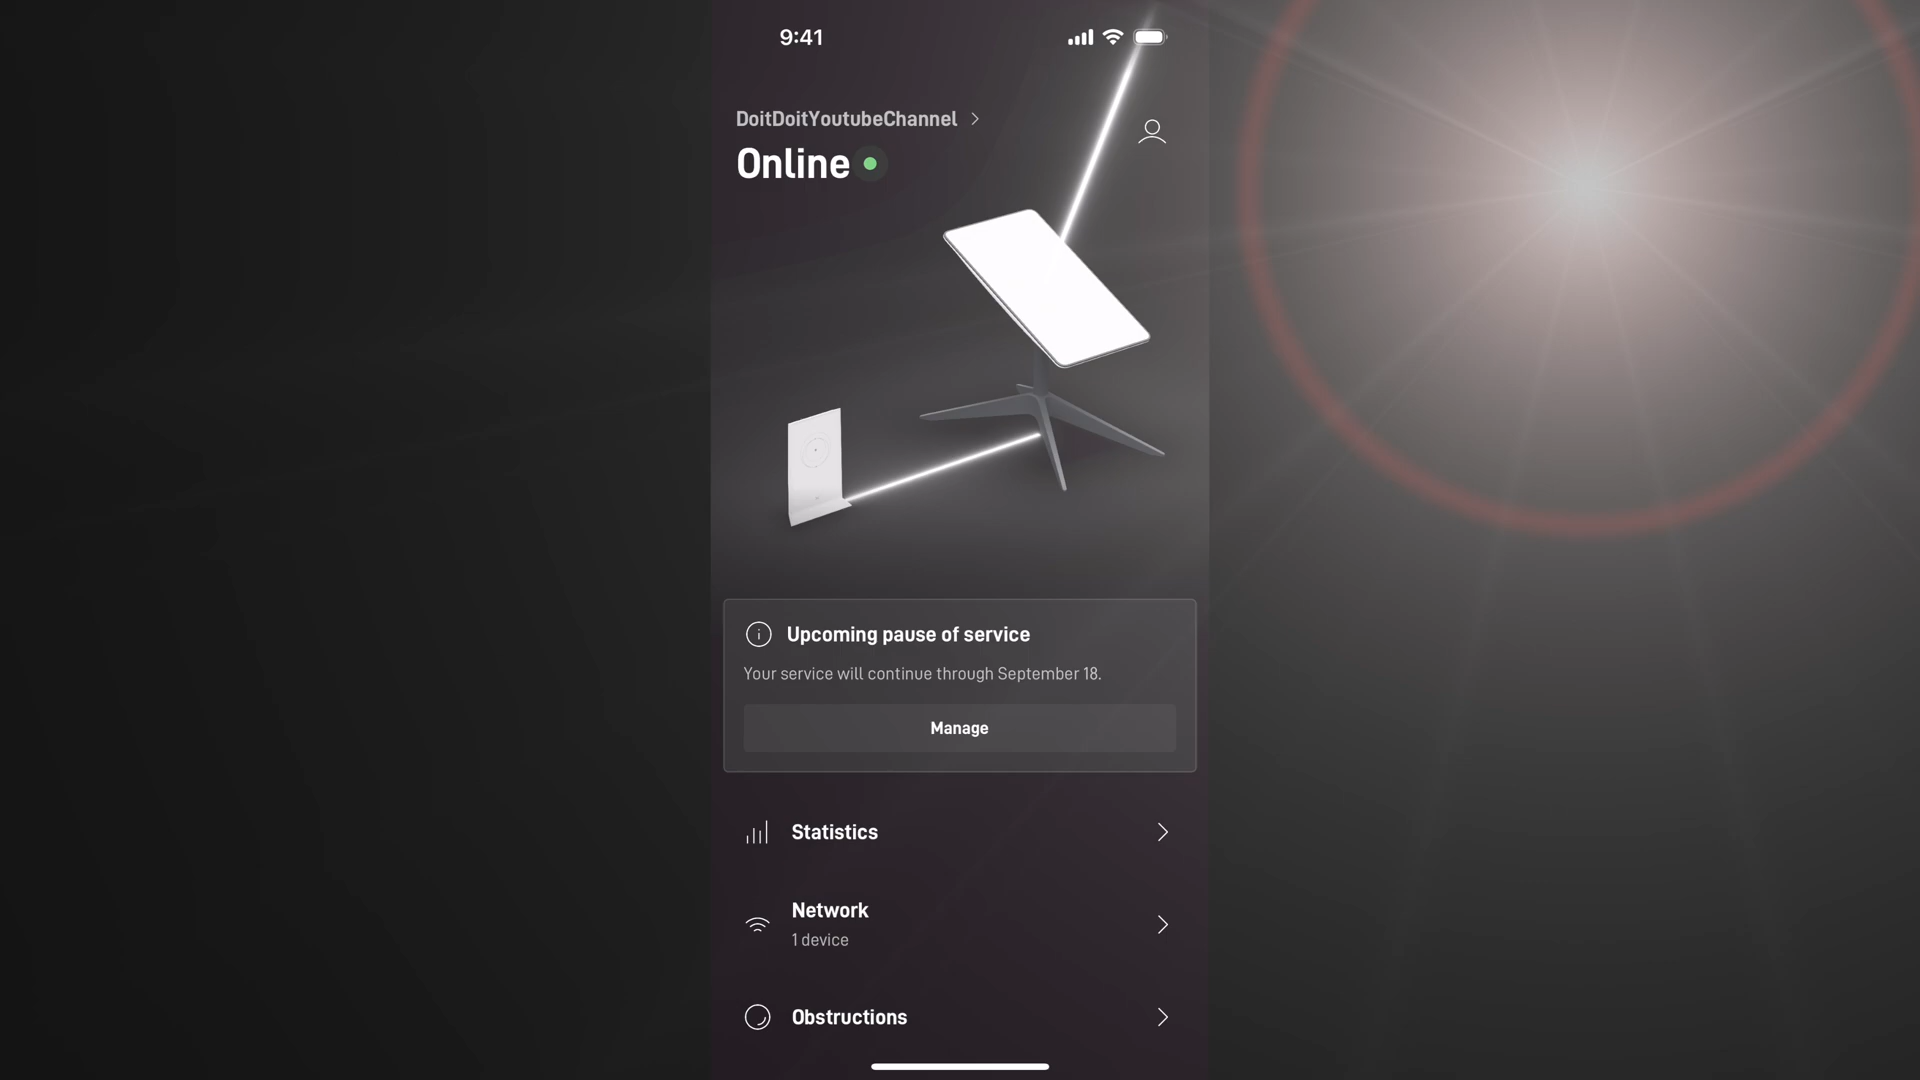 9:41
DoitDoitYoutubeChannel
Online
Upcoming pause of service
Your service will continue through September 18.
Manage
Statistics
Network
1 device
Obstructions